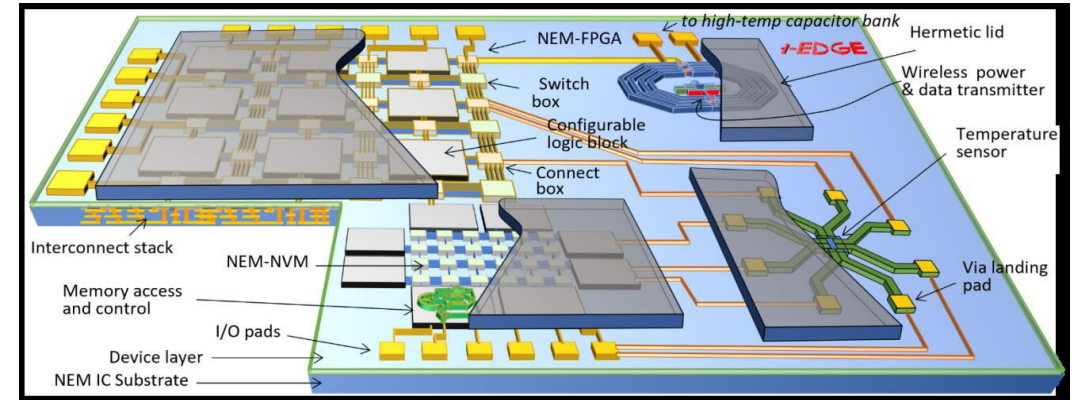 to high-temp capacitor bank
NEM-FPGA
Hermetic lid
i-EDGE
Wireless power
& data transmitter
Switch
box
Configurable
logic block
Temperature
sensor
Connect
box
Interconnect stack
NEM-NVM
Via landing
pad
Memory access
and control
I/O pads
Device layer
NEM IC Substrate